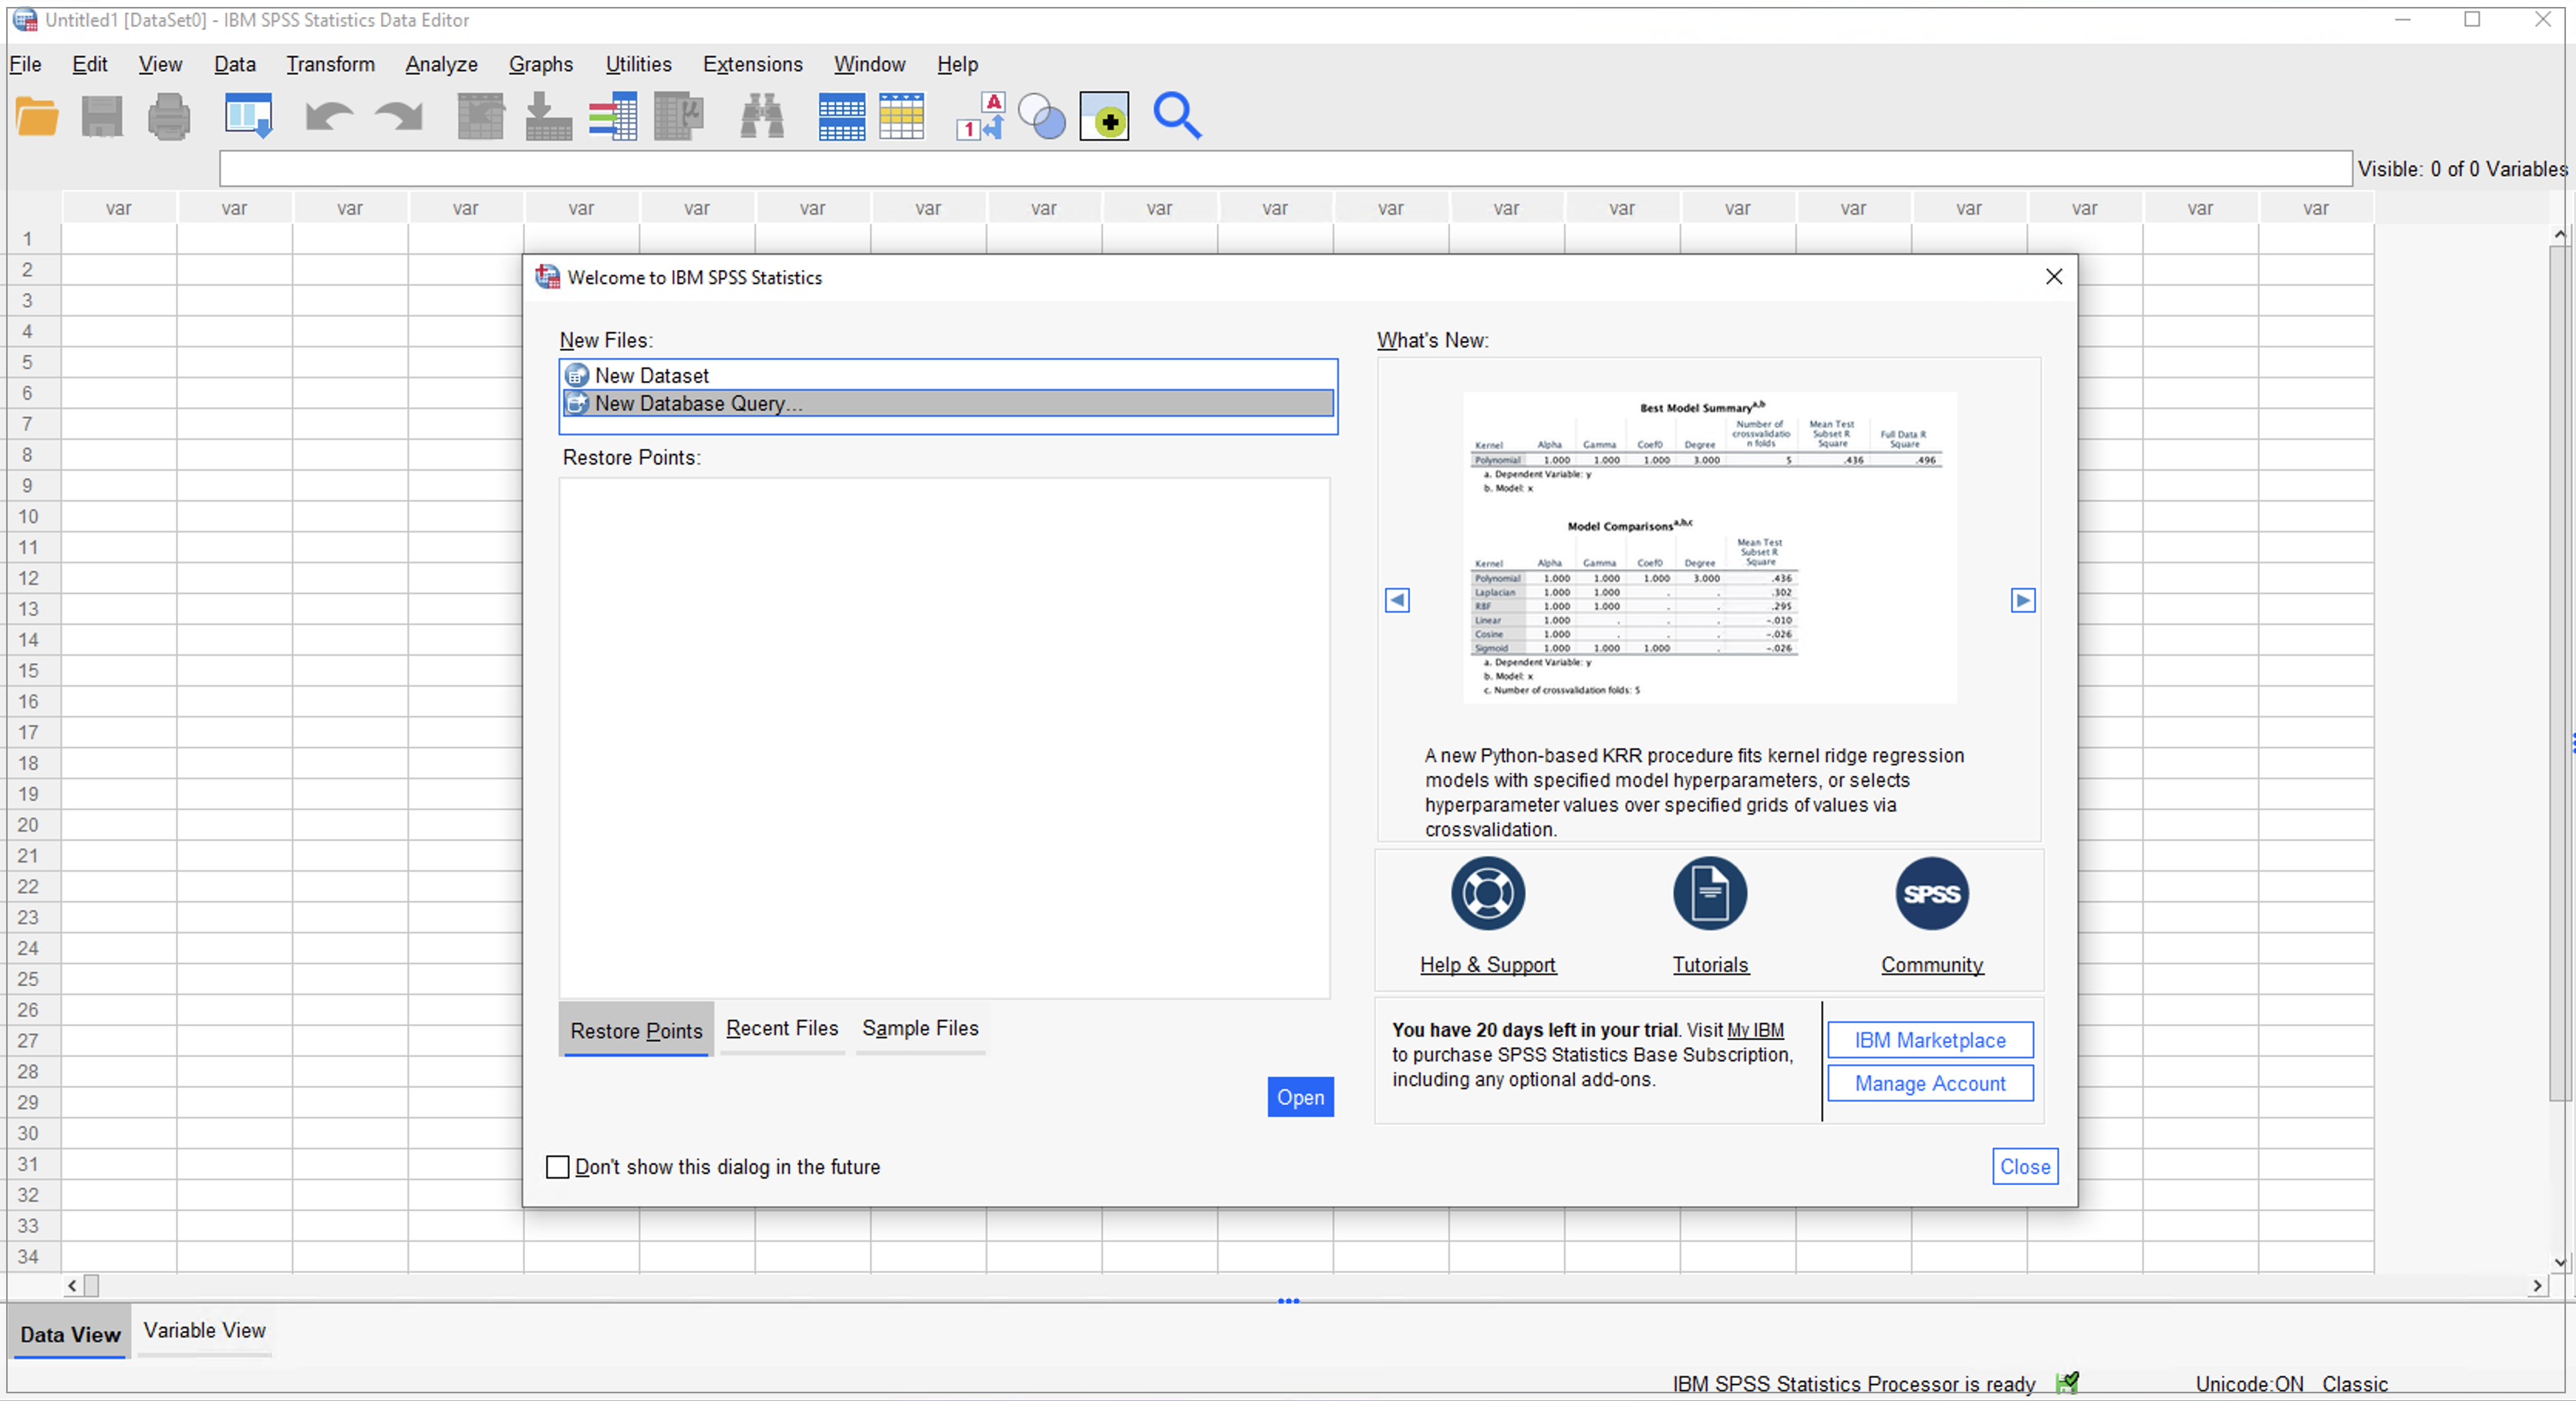 Untitled1 [DataSet0] - IBM SPSS Statistics Data Editor
File Edit View Data Transform Analyze Graphs Utilities Extensions Window Help
A
1 μ
Visible: 0 of 0 Variables
var var var var var var var var var var var var var var var var var var var var
1
2
3
4
5
6
7
8
9
10
11
12
13
14
15
16
17
18
19
20
21
22
23
24
25
26
27
28
29
30
31
32
33
34
Welcome to IBM SPSS Statistics
New Files:
New Dataset
New Database Query...
Restore Points:
Restore Points Recent Files Sample Files
Open
Don't show this dialog in the future
What's New:
Best Model Summary a,b
Kernel Alpha Gamma Coef0 Degree Number of crossvalidatio n folds Mean Test Subset R Square Full Data R Square
Polynomial 1.000 1.000 1.000 3.000 5 .436 .496
a. Dependent Variable: y
b. Model: x
Model Comparisons a,b,c
Kernel Alpha Gamma Coef0 Degree Mean Test Subset R Square
Polynomial 1.000 1.000 1.000 3.000 .436
Laplacian 1.000 1.000 . . .302
RBF 1.000 1.000 . . .295
Linear 1.000 . . . -.010
Cosine 1.000 . . . -.026
Sigmoid 1.000 1.000 1.000 . -.026
a. Dependent Variable: y
b. Model: x
c. Number of crossvalidation folds: 5
A new Python-based KRR procedure fits kernel ridge regression
models with specified model hyperparameters, or selects
hyperparameter values over specified grids of values via
crossvalidation.
SPSS
Help & Support Tutorials Community
You have 20 days left in your trial. Visit My IBM
to purchase SPSS Statistics Base Subscription,
including any optional add-ons.
IBM Marketplace
Manage Account
Close
Data View Variable View
IBM SPSS Statistics Processor is ready Unicode:ON Classic